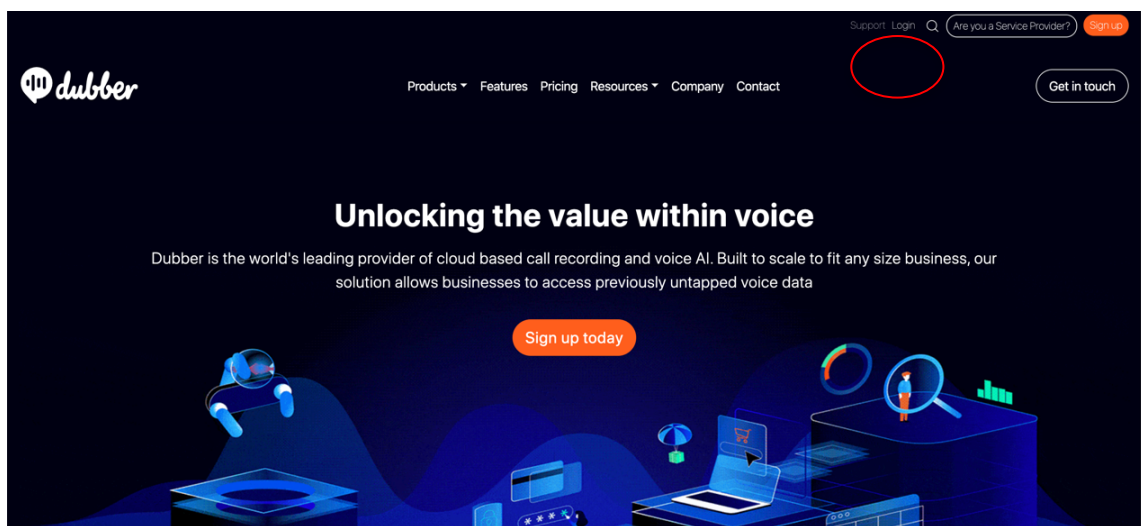 Support Login Are you a Service Provider? Sign up
dubber Products Features Pricing Resources Company Contact Get in touch
Unlocking the value within voice
Dubber is the world's leading provider of cloud based call recording and voice AI. Built to scale to fit any size business, our
solution allows businesses to access previously untapped voice data
Sign up today
* * * *